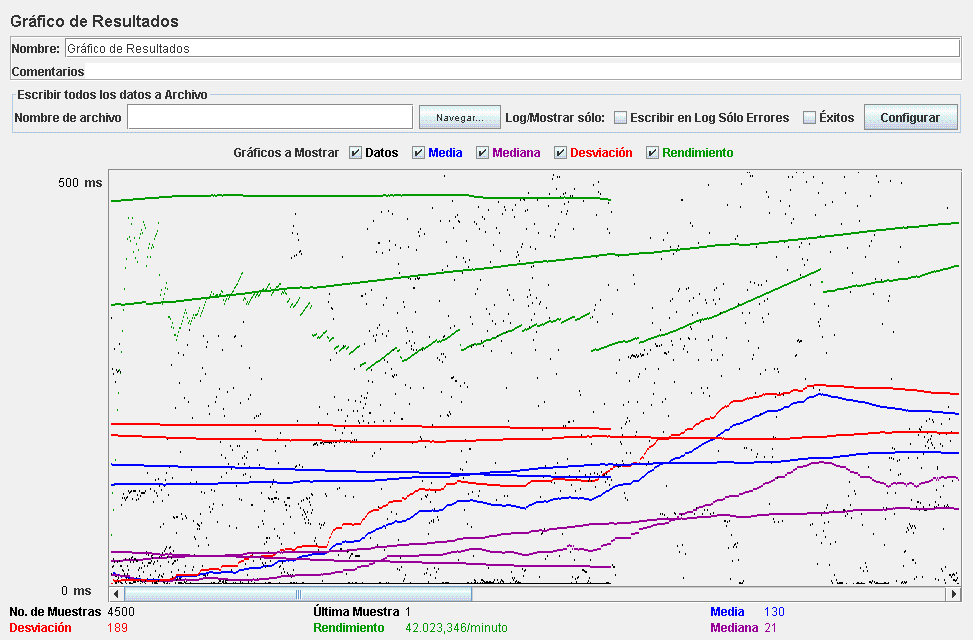 Gráfico de Resultados
Nombre: Gráfico de Resultados
Comentarios
Escribir todos los datos a Archivo
Nombre de archivo Navegar... Log/Mostrar sólo: Escribir en Log Sólo Errores Éxitos Configurar
Gráficos a Mostrar Datos Media Mediana Desviación Rendimiento
500 ms
0 ms
No. de Muestras 4500 Última Muestra 1 Media 130
Desviación 189 Rendimiento 42.023,346/minuto Mediana 21